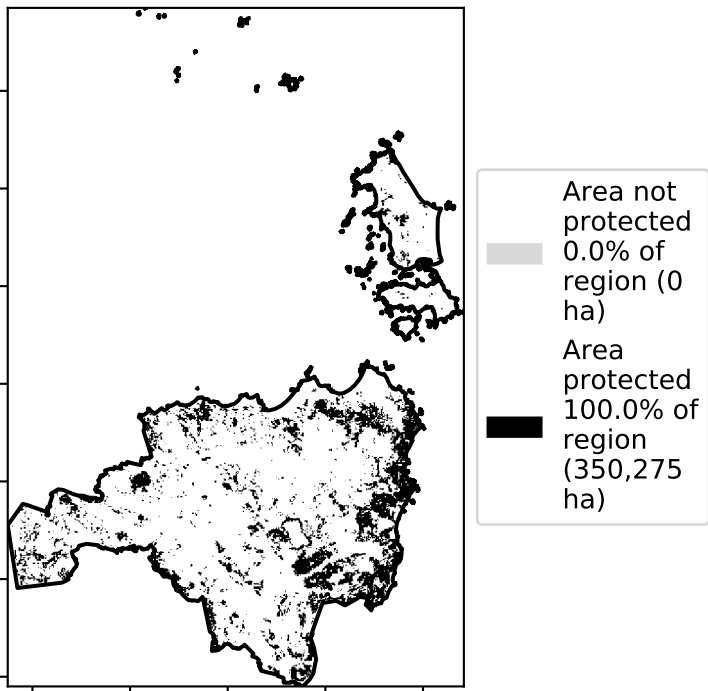 Area not
protected
0.0% of
region (0
ha)
Area
protected
100.0% of
region
(350,275
ha)